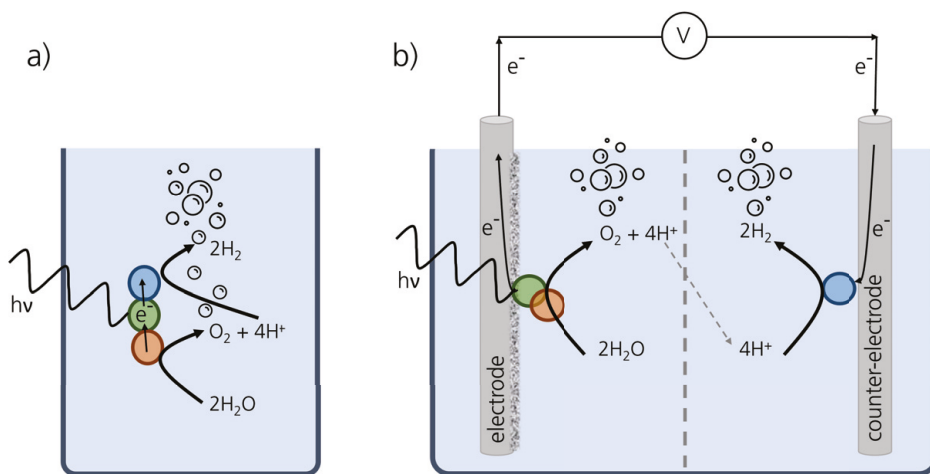 a)
hν
e⁻
2H₂
O₂ + 4H⁺
2H₂O
b)
V
e⁻
e⁻
hν
e⁻
electrode
O₂ + 4H⁺
2H₂O
2H₂
4H⁺
e⁻
counter-electrode